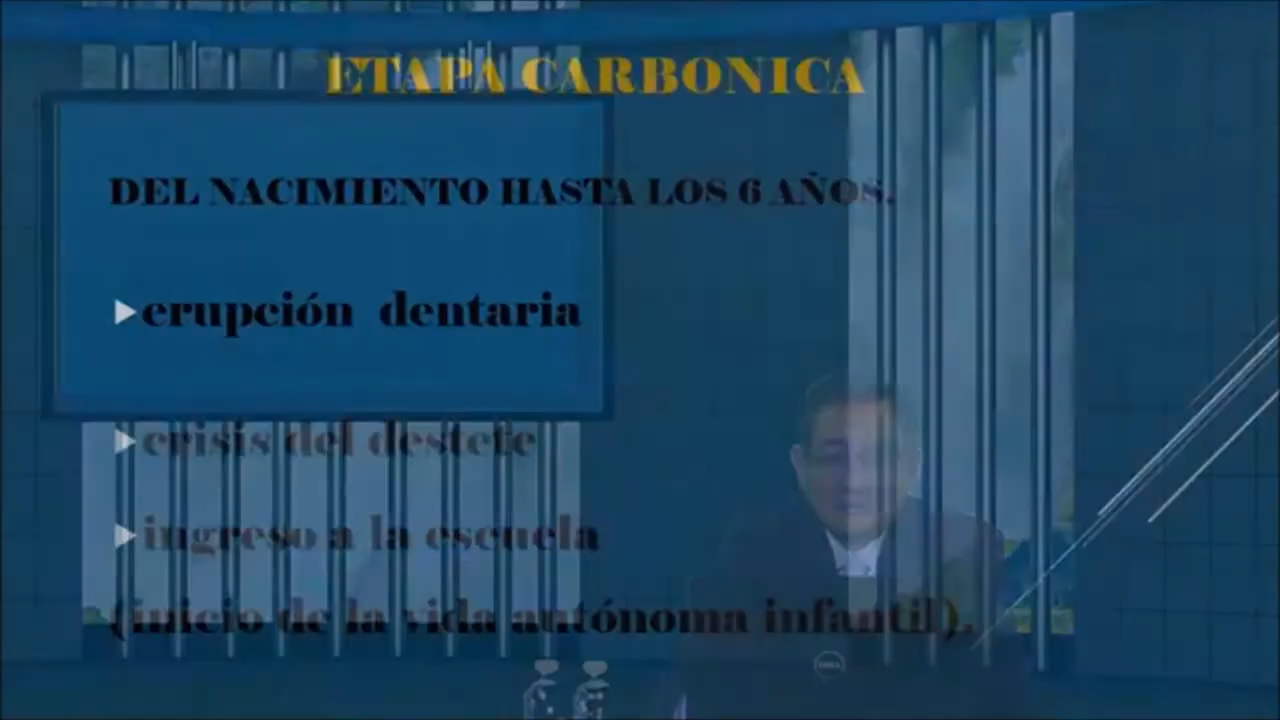 ETAPA CARBONICA
DEL NACIMIENTO HASTA LOS 6 AÑOS.
erupción dentaria
crisis del destete
ingreso a la escuela
(inicio de la vida autónoma infantil).
DELL